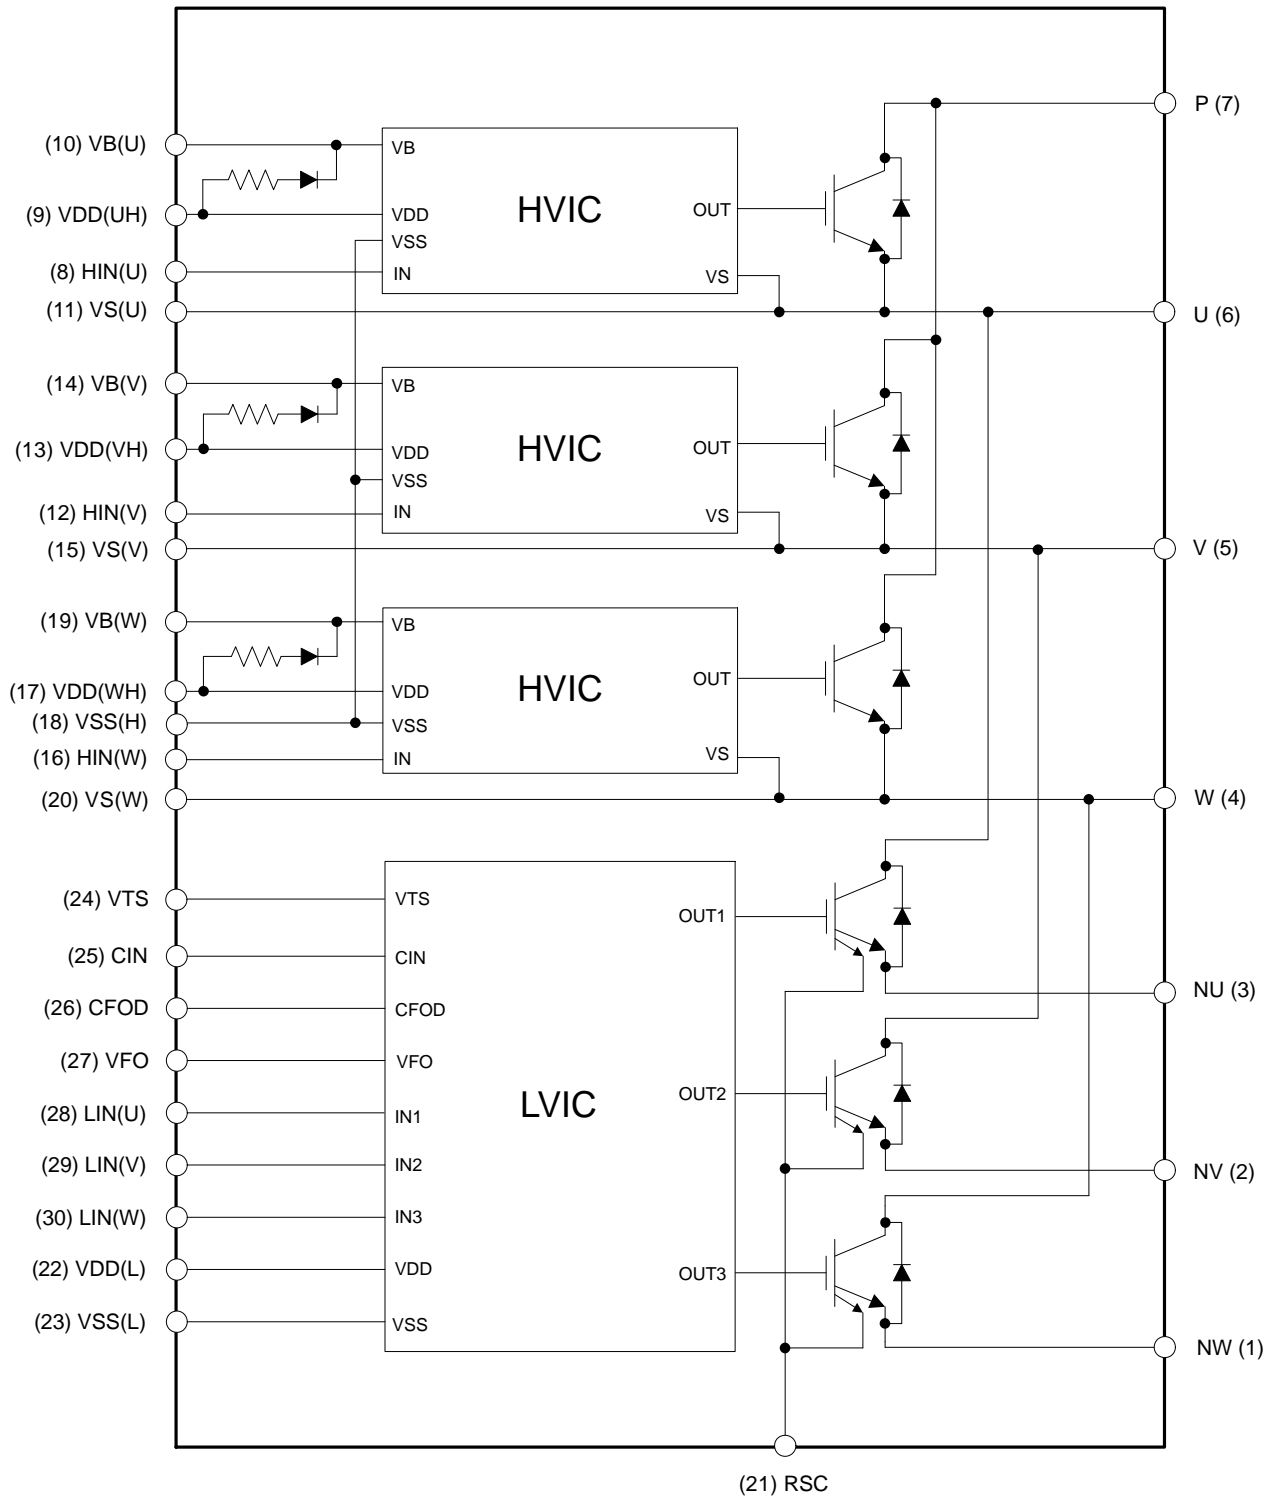 (10) VB(U)
(9) VDD(UH)
(8) HIN(U)
(11) VS(U)
VB
VDD
VSS
IN
HVIC
OUT
VS
P (7)
U (6)
(14) VB(V)
(13) VDD(VH)
(12) HIN(V)
(15) VS(V)
VB
VDD
VSS
IN
HVIC
OUT
VS
V (5)
(19) VB(W)
(17) VDD(WH)
(18) VSS(H)
(16) HIN(W)
(20) VS(W)
VB
VDD
VSS
IN
HVIC
OUT
VS
W (4)
(24) VTS
(25) CIN
(26) CFOD
(27) VFO
(28) LIN(U)
(29) LIN(V)
(30) LIN(W)
(22) VDD(L)
(23) VSS(L)
VTS
CIN
CFOD
VFO
IN1
IN2
IN3
VDD
VSS
LVIC
OUT1
OUT2
OUT3
NU (3)
NV (2)
NW (1)
(21) RSC